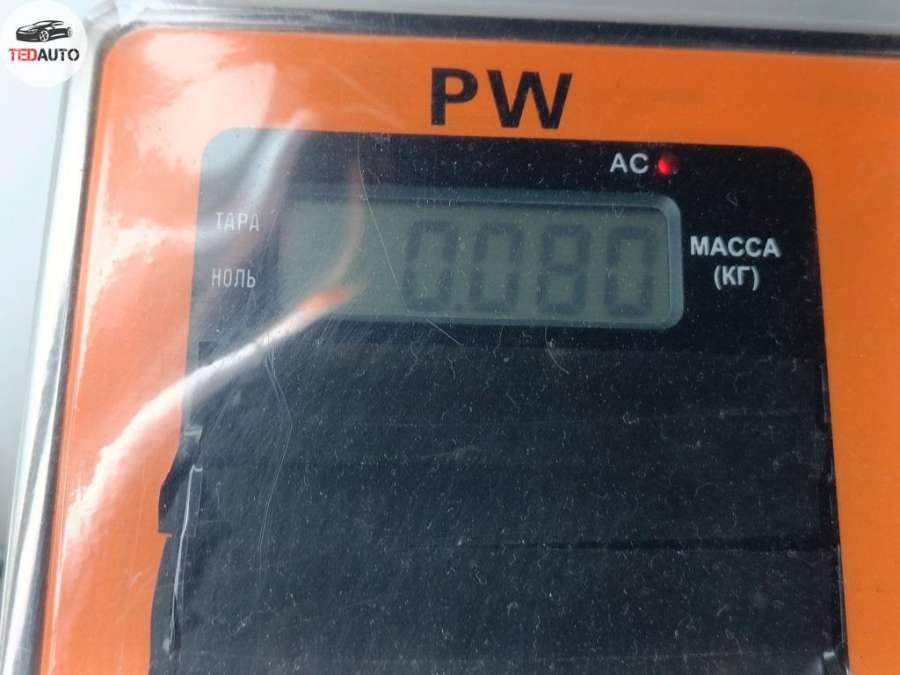 TEDAUTO
PW
AC
ТАРА
0.080
МАССА
НОЛЬ
(КГ)